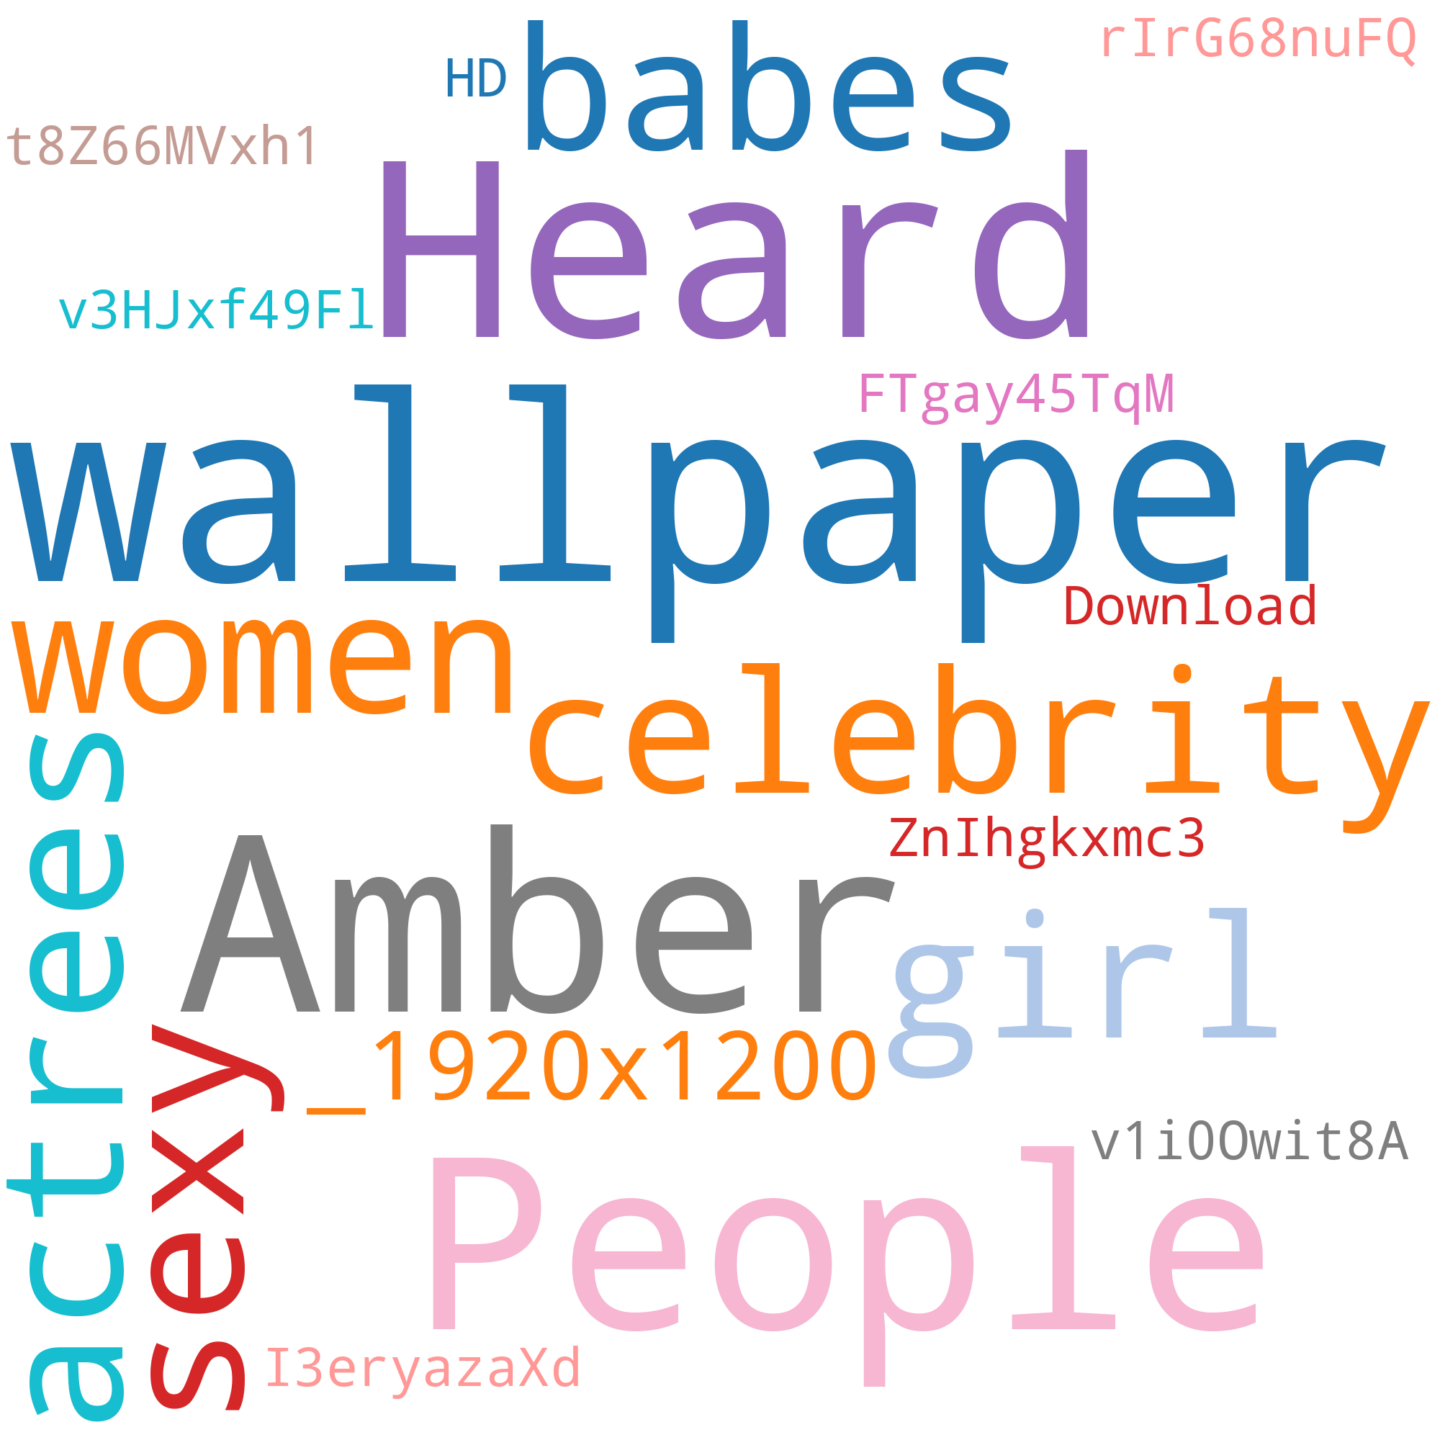 rIrG68nuFQ
HD
babes
t8Z66MVxh1
Heard
v3HJxf49Fl
FTgay45TqM
wallpaper
Download
women
celebrity
actrees
ZnIhgkxmc3
Amber
girl
sexy
_1920x1200
v1iOOwit8A
People
I3eryazaXd